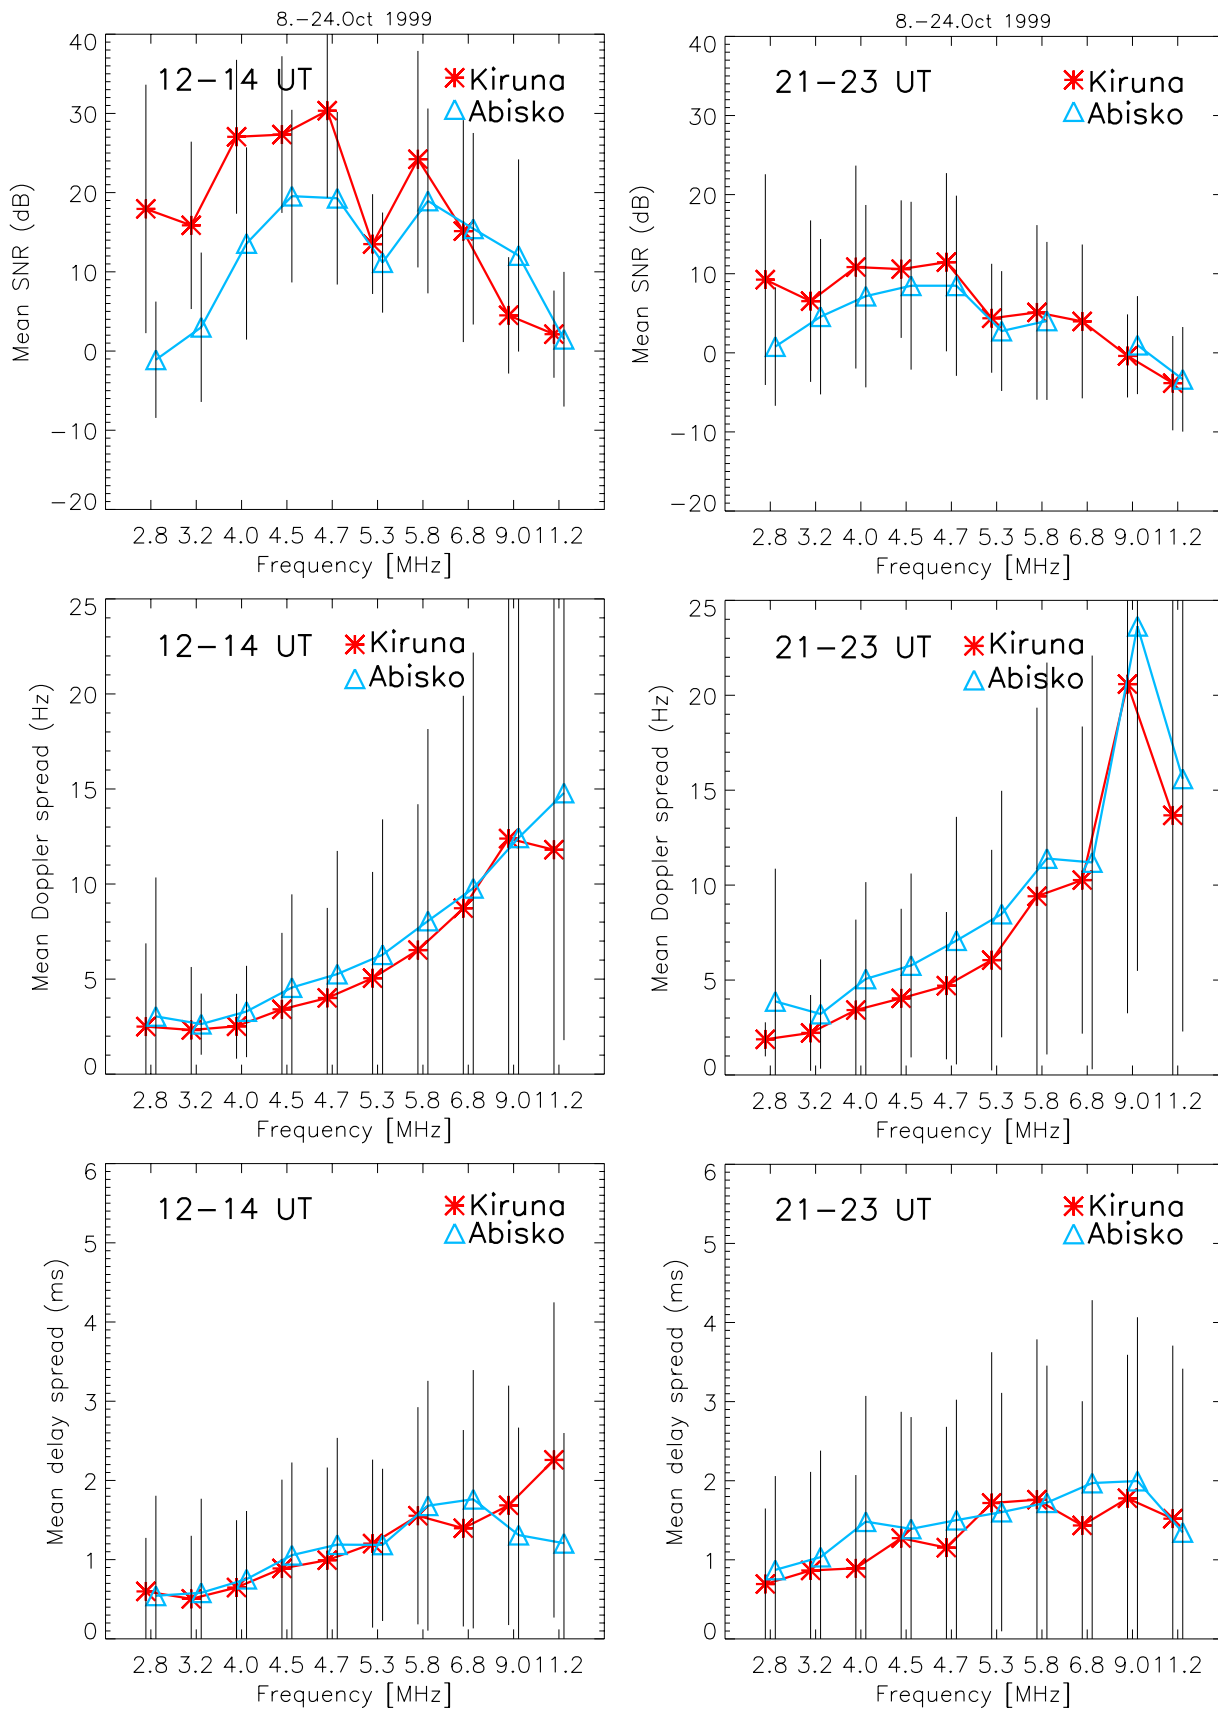 8.-24.Oct 1999
12-14 UT
Kiruna
Abisko
Mean SNR (dB)
40
30
20
10
0
-10
-20
2.8 3.2 4.0 4.5 4.7 5.3 5.8 6.8 9.0 11.2
Frequency [MHz]
8.-24.Oct 1999
21-23 UT
Kiruna
Abisko
Mean SNR (dB)
40
30
20
10
0
-10
-20
2.8 3.2 4.0 4.5 4.7 5.3 5.8 6.8 9.0 11.2
Frequency [MHz]
12-14 UT
Kiruna
Abisko
Mean Doppler spread (Hz)
25
20
15
10
5
0
2.8 3.2 4.0 4.5 4.7 5.3 5.8 6.8 9.0 11.2
Frequency [MHz]
21-23 UT
Kiruna
Abisko
Mean Doppler spread (Hz)
25
20
15
10
5
0
2.8 3.2 4.0 4.5 4.7 5.3 5.8 6.8 9.0 11.2
Frequency [MHz]
12-14 UT
Kiruna
Abisko
Mean delay spread (ms)
6
5
4
3
2
1
0
2.8 3.2 4.0 4.5 4.7 5.3 5.8 6.8 9.0 11.2
Frequency [MHz]
21-23 UT
Kiruna
Abisko
Mean delay spread (ms)
6
5
4
3
2
1
0
2.8 3.2 4.0 4.5 4.7 5.3 5.8 6.8 9.0 11.2
Frequency [MHz]